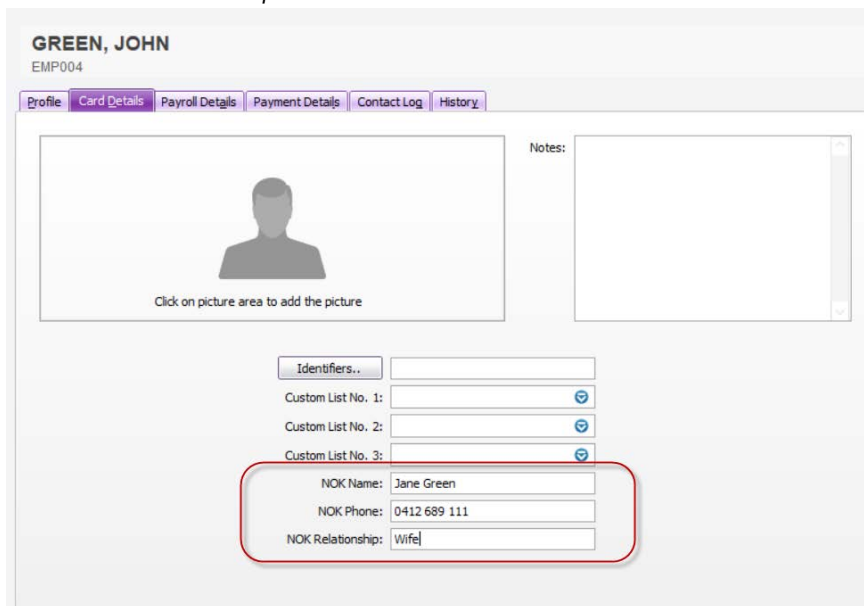 GREEN, JOHN
EMP004
Profile Card Details Payroll Details Payment Details Contact Log History
Notes:
Click on picture area to add the picture
Identifiers..
Custom List No. 1:
Custom List No. 2:
Custom List No. 3:
NOK Name: Jane Green
NOK Phone: 0412 689 111
NOK Relationship: Wife